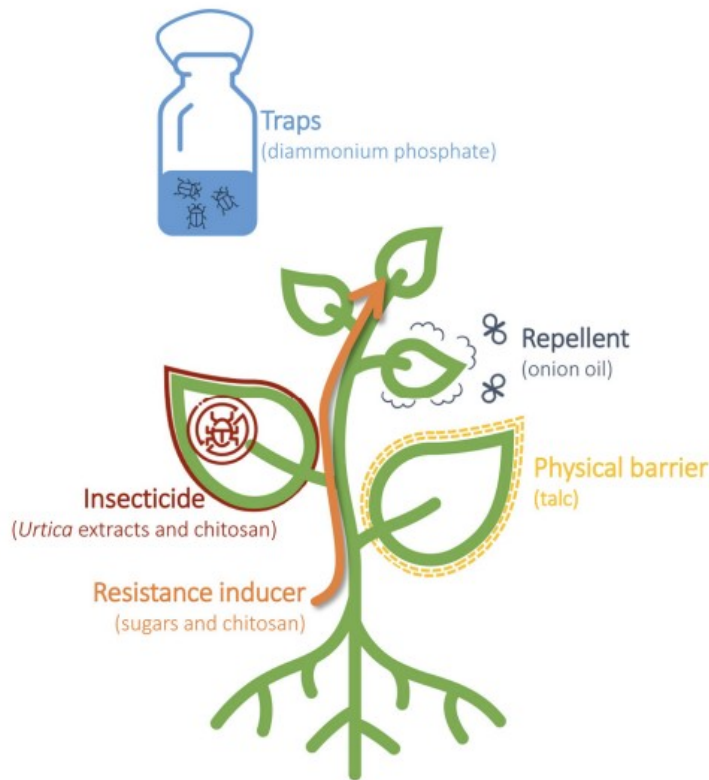 Traps
(diammonium phosphate)
Repellent
(onion oil)
Physical barrier
(talc)
Insecticide
(Urtica extracts and chitosan)
Resistance inducer
(sugars and chitosan)